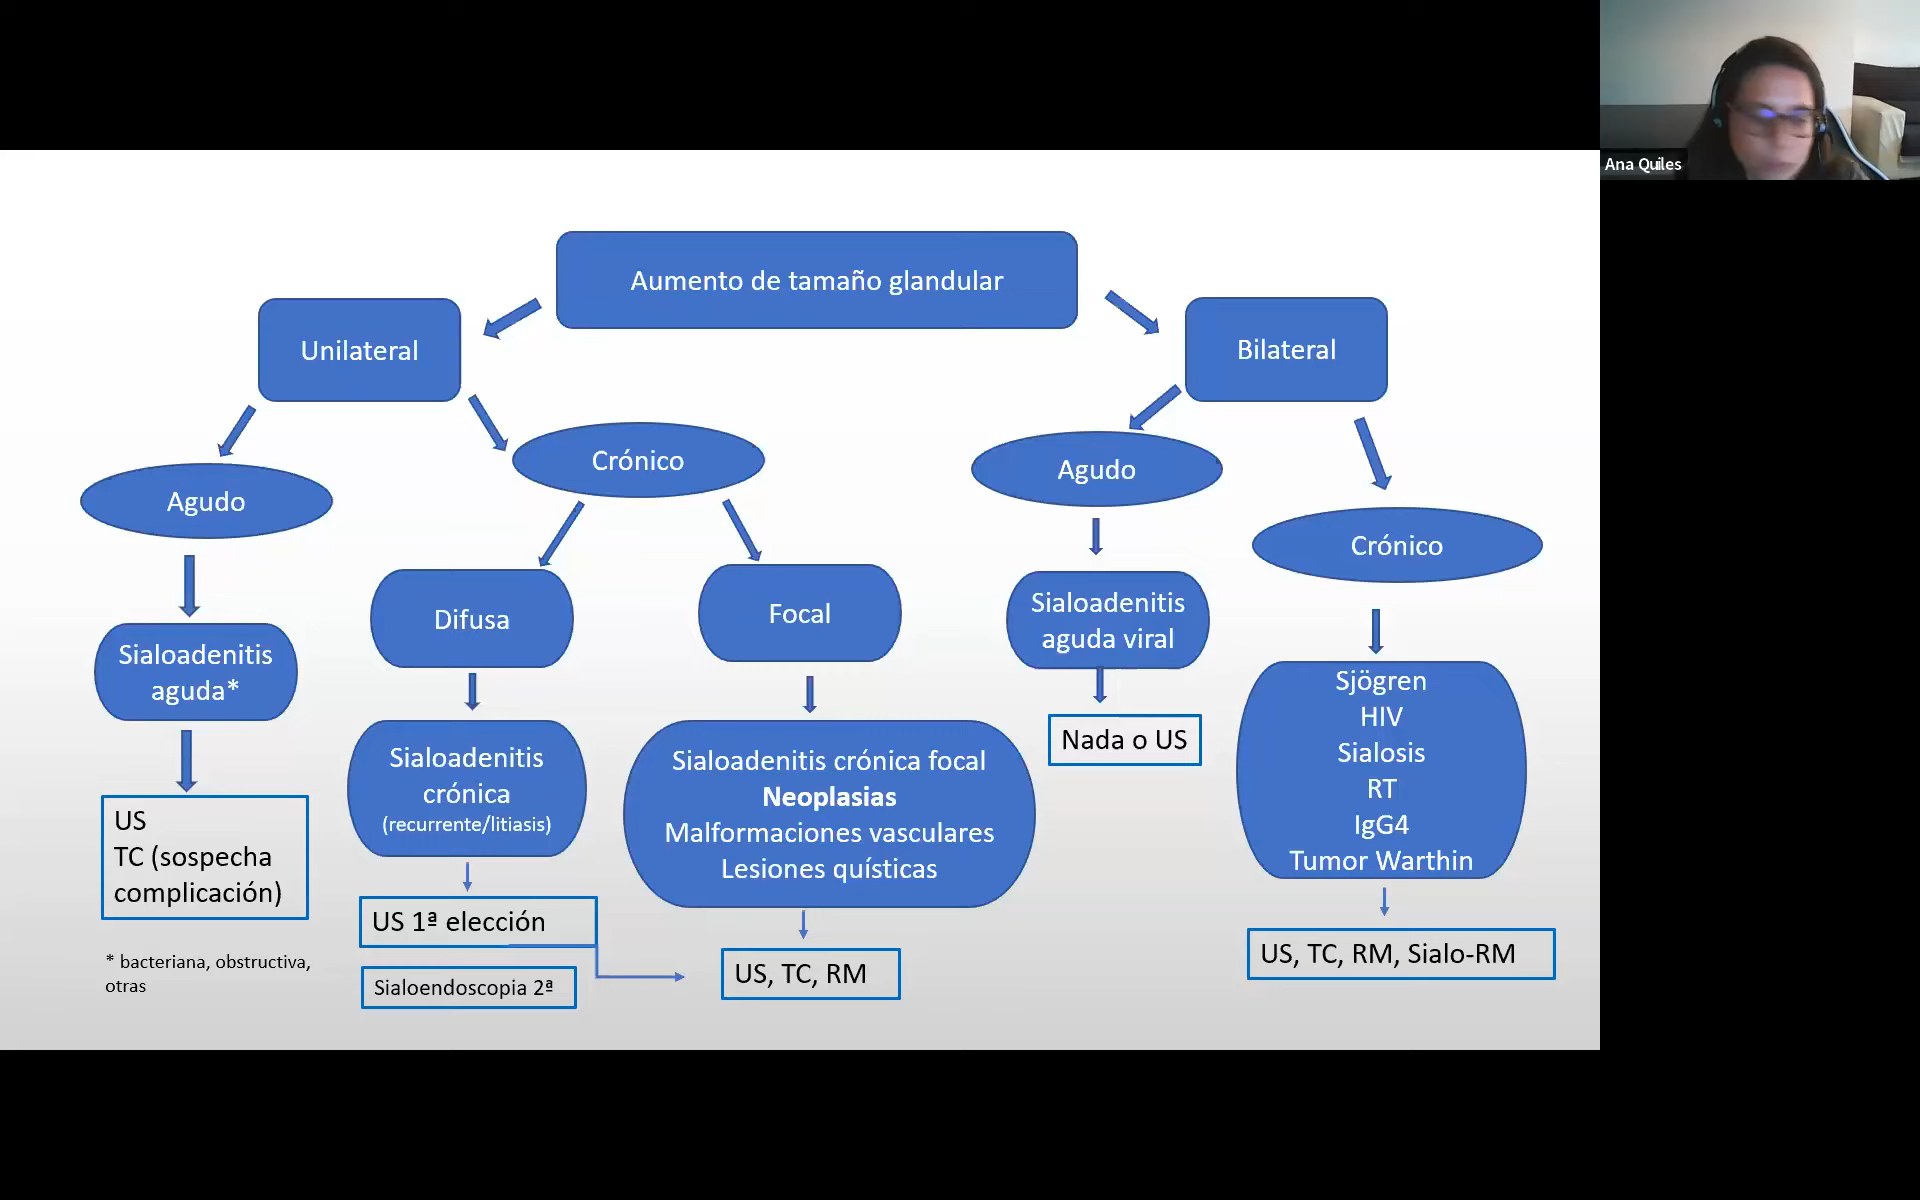 Ana Quiles
Aumento de tamaño glandular
Unilateral
Bilateral
Agudo
Crónico
Agudo
Crónico
Sialoadenitis
aguda*
Difusa
Focal
Sialoadenitis
aguda viral
Sjögren
HIV
Sialosis
RT
IgG4
Tumor Warthin
US
TC (sospecha
complicación)
* bacteriana, obstructiva,
otras
Sialoadenitis
crónica
(recurrente/litiasis)
US 1ª elección
Sialoendoscopia 2ª
Sialoadenitis crónica focal
Neoplasias
Malformaciones vasculares
Lesiones quísticas
US, TC, RM
Nada o US
US, TC, RM, Sialo-RM